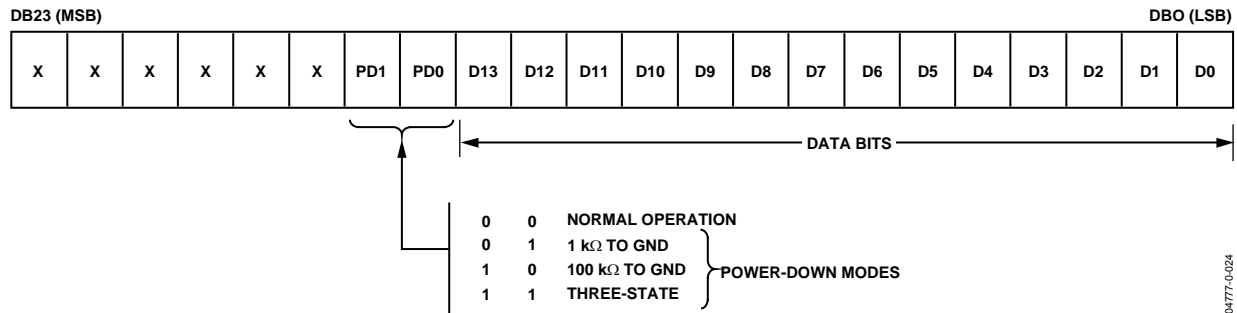 DB23 (MSB) DBO (LSB)
X X X X X X PD1 PD0 D13 D12 D11 D10 D9 D8 D7 D6 D5 D4 D3 D2 D1 D0
DATA BITS
0 0 NORMAL OPERATION
0 1 1 kΩ TO GND
1 0 100 kΩ TO GND
1 1 THREE-STATE
POWER-DOWN MODES
04777-0-024